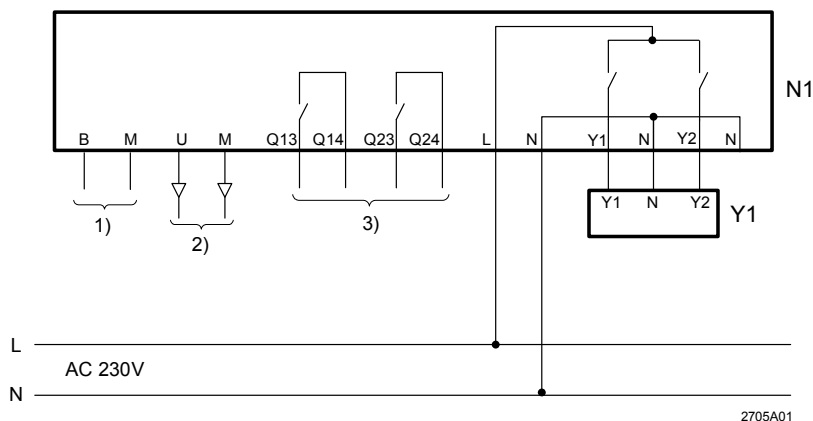 N1
B M U M Q13 Q14 Q23 Q24 L N Y1 N Y2 N
Y1 N Y2
Y1
1)
2)
3)
L
AC 230V
N
2705A01